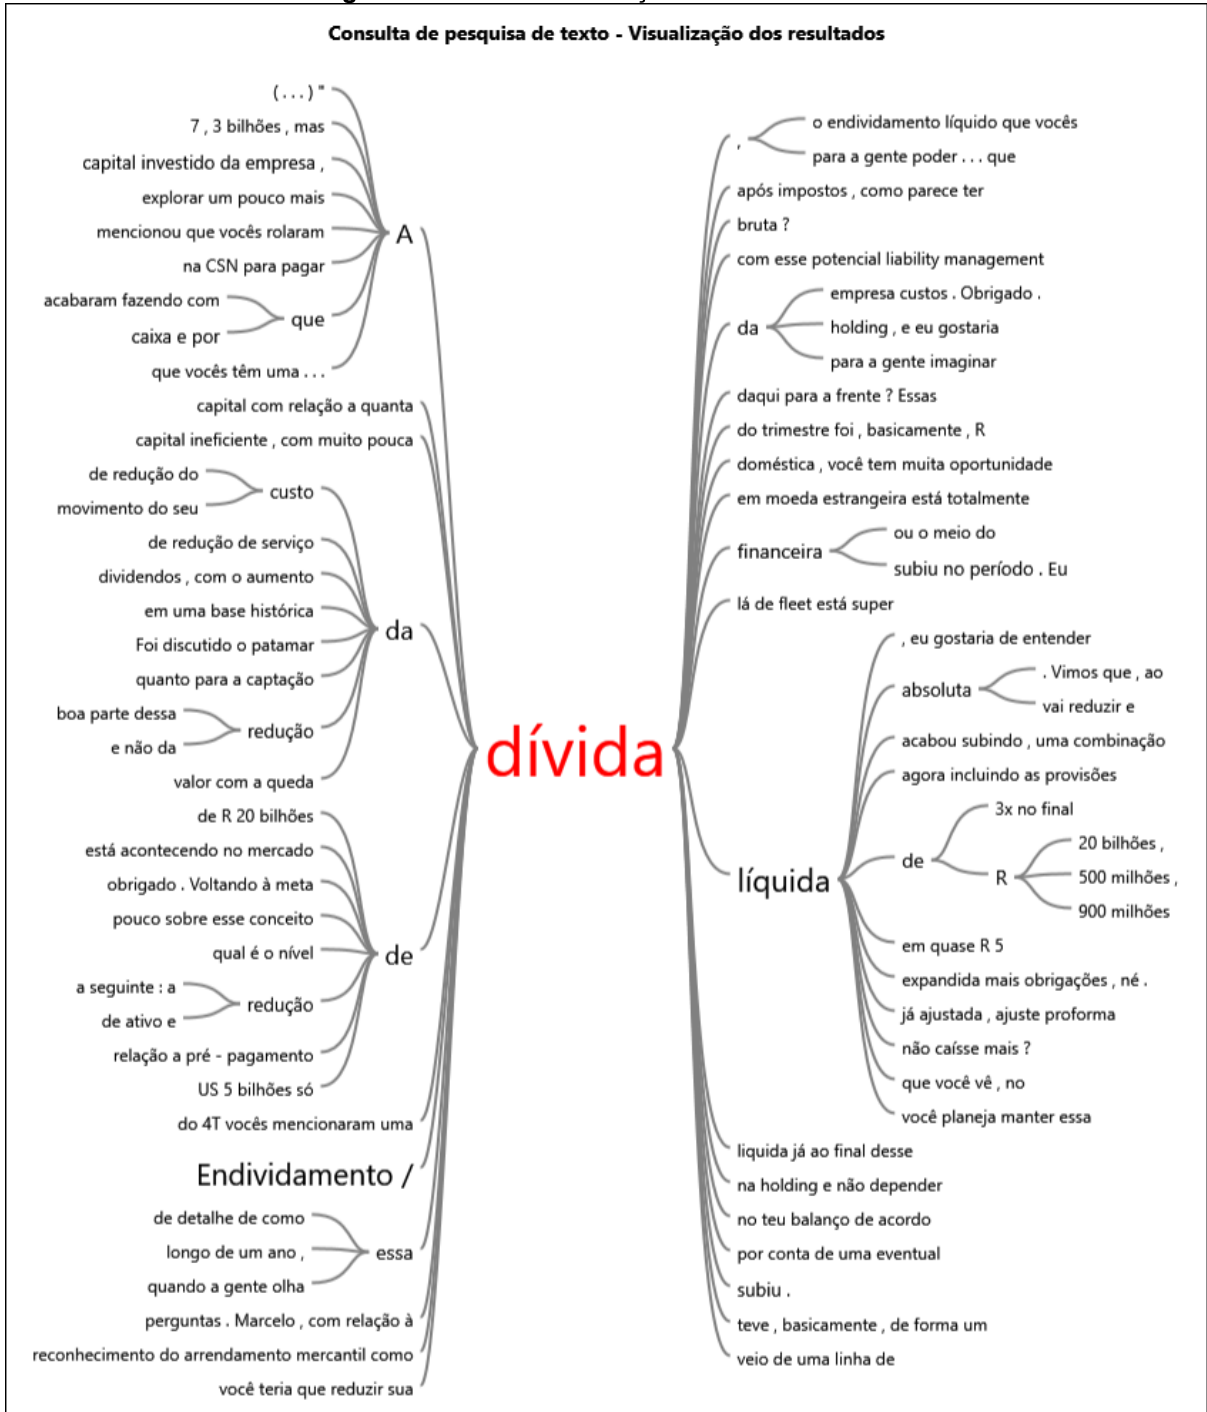 Consulta de pesquisa de texto - Visualização dos resultados
( . . . ) "
7 , 3 bilhões , mas
capital investido da empresa ,
explorar um pouco mais
mencionou que vocês rolaram
na CSN para pagar
acabaram fazendo com
caixa e por
que
que vocês têm uma . . .
A
capital com relação a quanta
capital ineficiente , com muito pouca
de redução do
movimento do seu
custo
de redução de serviço
dividendos , com o aumento
em uma base histórica
Foi discutido o patamar
quanto para a captação
boa parte dessa
e não da
redução
valor com a queda
da
de R 20 bilhões
está acontecendo no mercado
obrigado . Voltando à meta
pouco sobre esse conceito
qual é o nível
a seguinte : a
de ativo e
redução
relação a pré - pagamento
US 5 bilhões só
de
do 4T vocês mencionaram uma
Endividamento /
de detalhe de como
longo de um ano ,
quando a gente olha
essa
perguntas . Marcelo , com relação à
reconhecimento do arrendamento mercantil como
você teria que reduzir sua
dívida
,
o endividamento líquido que vocês
para a gente poder . . . que
após impostos , como parece ter
bruta ?
com esse potencial liability management
da
empresa custos . Obrigado .
holding , e eu gostaria
para a gente imaginar
daqui para a frente ? Essas
do trimestre foi , basicamente , R
doméstica , você tem muita oportunidade
em moeda estrangeira está totalmente
financeira
ou o meio do
subiu no período . Eu
lá de fleet está super
líquida
, eu gostaria de entender
absoluta
. Vimos que , ao
vai reduzir e
acabou subindo , uma combinação
agora incluindo as provisões
de
3x no final
R
20 bilhões ,
500 milhões ,
900 milhões
em quase R 5
expandida mais obrigações , né .
já ajustada , ajuste proforma
não caísse mais ?
que você vê , no
você planeja manter essa
liquida já ao final desse
na holding e não depender
no teu balanço de acordo
por conta de uma eventual
subiu .
teve , basicamente , de forma um
veio de uma linha de